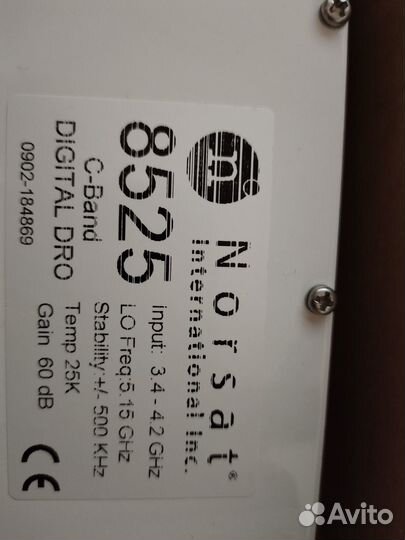 Norsat®
International Inc.
8525
C-Band
DIGITAL DRO
0902-184869
input: 3.4 - 4.2 GHz
LO Freq:5.15 GHz
Stability:+/- 500 KHz
Temp 25K
Gain 60 dB
CE
Avito